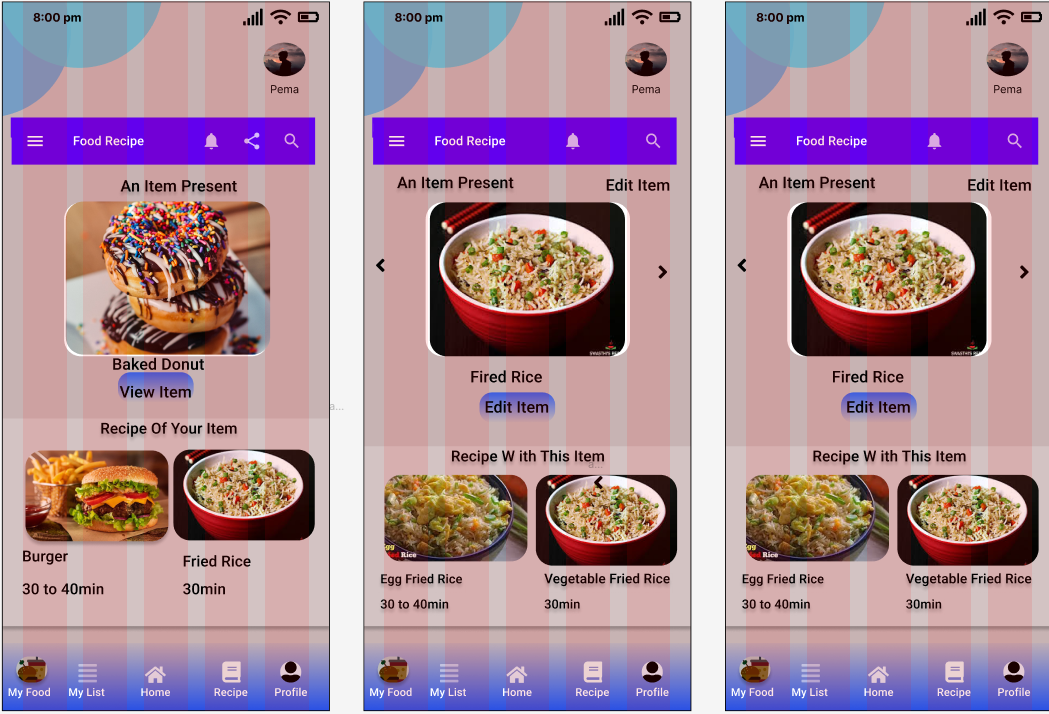 8:00 pm
Pema
Food Recipe
An Item Present
Baked Donut
View Item
Recipe Of Your Item
Burger
Fried Rice
30 to 40min
30min
My Food
My List
Home
Recipe
Profile
a...
8:00 pm
Pema
Food Recipe
An Item Present
Edit Item
Fired Rice
Edit Item
Recipe W ith This Item
a...
Egg Fried Rice
Vegetable Fried Rice
30 to 40min
30min
My Food
My List
Home
Recipe
Profile
8:00 pm
Pema
Food Recipe
An Item Present
Edit Item
Fired Rice
Edit Item
Recipe W ith This Item
Egg Fried Rice
Vegetable Fried Rice
30 to 40min
30min
My Food
My List
Home
Recipe
Profile